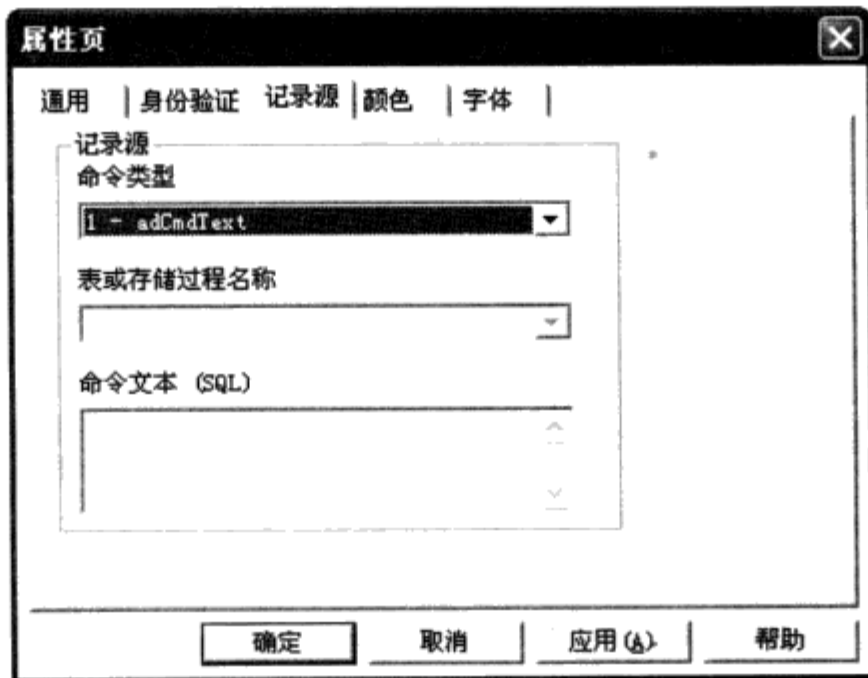 属性页
通用 身份验证 记录源 颜色 字体
记录源
命令类型
1 - adCmdText
表或存储过程名称
命令文本 (SQL)
确定 取消 应用(A) 帮助